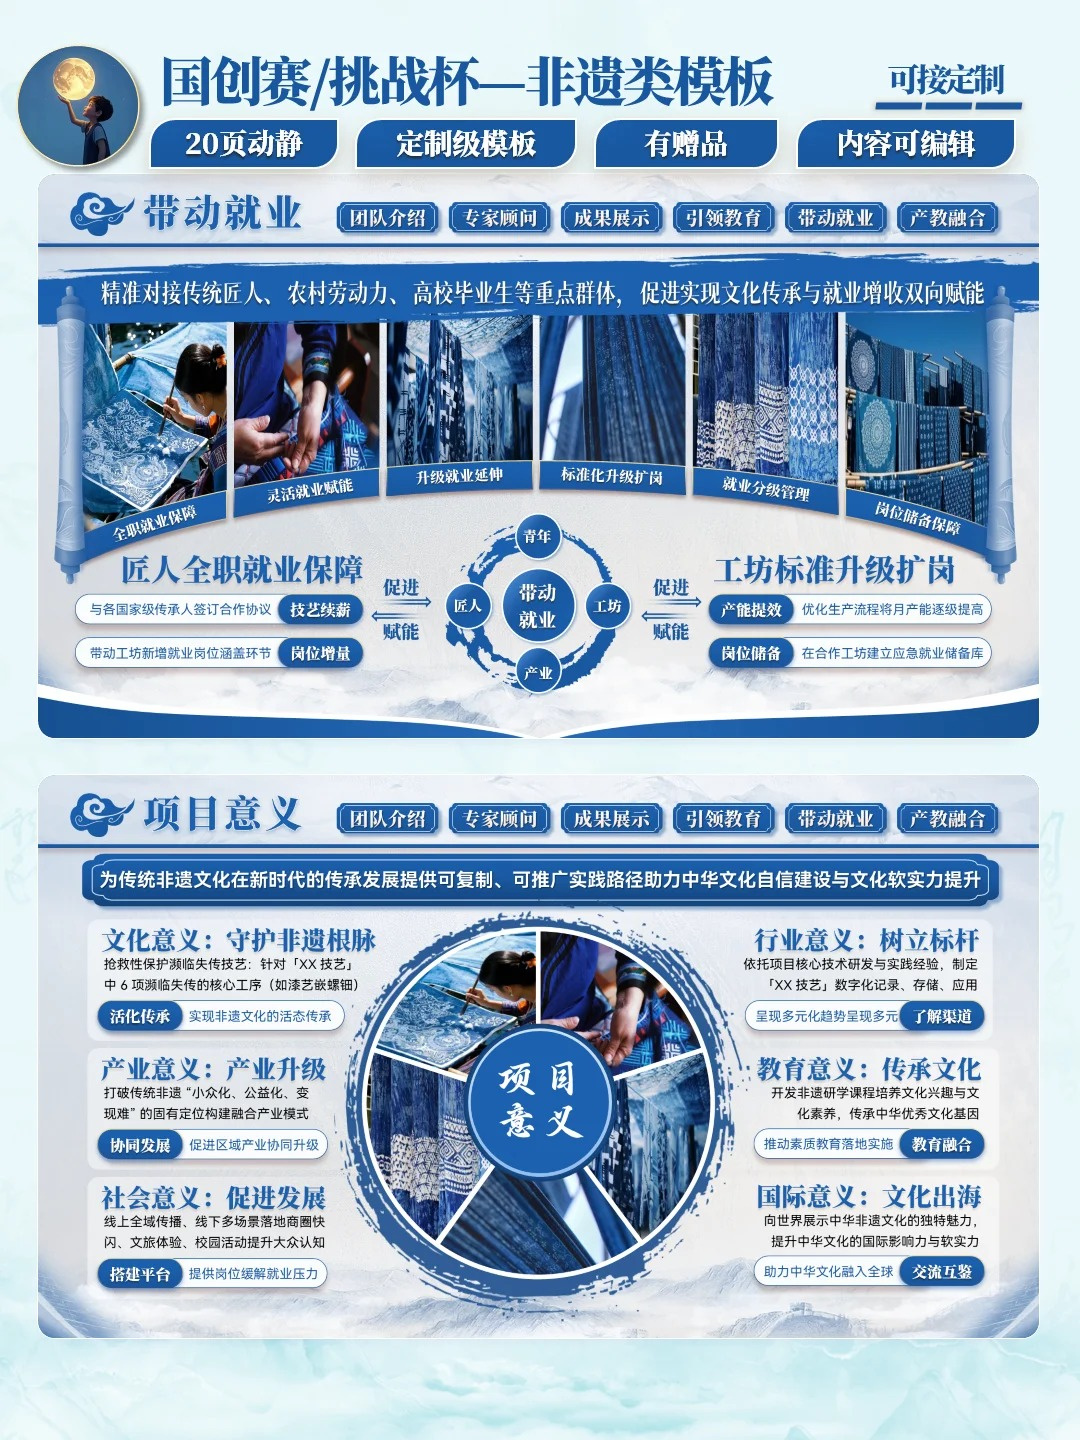 国创赛/挑战杯—非遗类模板
可接定制
20页动静
定制级模板
有赠品
内容可编辑
带动就业
团队介绍
专家顾问
成果展示
引领教育
带动就业
产教融合
精准对接传统匠人、农村劳动力、高校毕业生等重点群体，促进实现文化传承与就业增收双向赋能
全职就业保障
灵活就业赋能
升级就业延伸
标准化升级扩岗
就业分级管理
岗位储备保障
匠人全职就业保障
与各国家级传承人签订合作协议 技艺续薪
带动工坊新增就业岗位涵盖环节 岗位增量
促进
赋能
青年
匠人
带动
就业
工坊
产业
促进
赋能
工坊标准升级扩岗
产能提效 优化生产流程将月产能逐级提高
岗位储备 在合作工坊建立应急就业储备库
项目意义
团队介绍
专家顾问
成果展示
引领教育
带动就业
产教融合
为传统非遗文化在新时代的传承发展提供可复制、可推广实践路径助力中华文化自信建设与文化软实力提升
文化意义：守护非遗根脉
抢救性保护濒临失传技艺：针对「XX 技艺」
中 6 项濒临失传的核心工序（如漆艺嵌螺钿）
活化传承 实现非遗文化的活态传承
产业意义：产业升级
打破传统非遗 “小众化、公益化、变
现难” 的固有定位构建融合产业模式
协同发展 促进区域产业协同升级
社会意义：促进发展
线上全域传播、线下多场景落地商圈快
闪、文旅体验、校园活动提升大众认知
搭建平台 提供岗位缓解就业压力
项目
意义
行业意义：树立标杆
依托项目核心技术研发与实践经验，制定
「XX 技艺」数字化记录、存储、应用
呈现多元化趋势呈现多元 了解渠道
教育意义：传承文化
开发非遗研学课程培养文化兴趣与文
化素养，传承中华优秀文化基因
推动素质教育落地实施 教育融合
国际意义：文化出海
向世界展示中华非遗文化的独特魅力，
提升中华文化的国际影响力与软实力
助力中华文化融入全球 交流互鉴